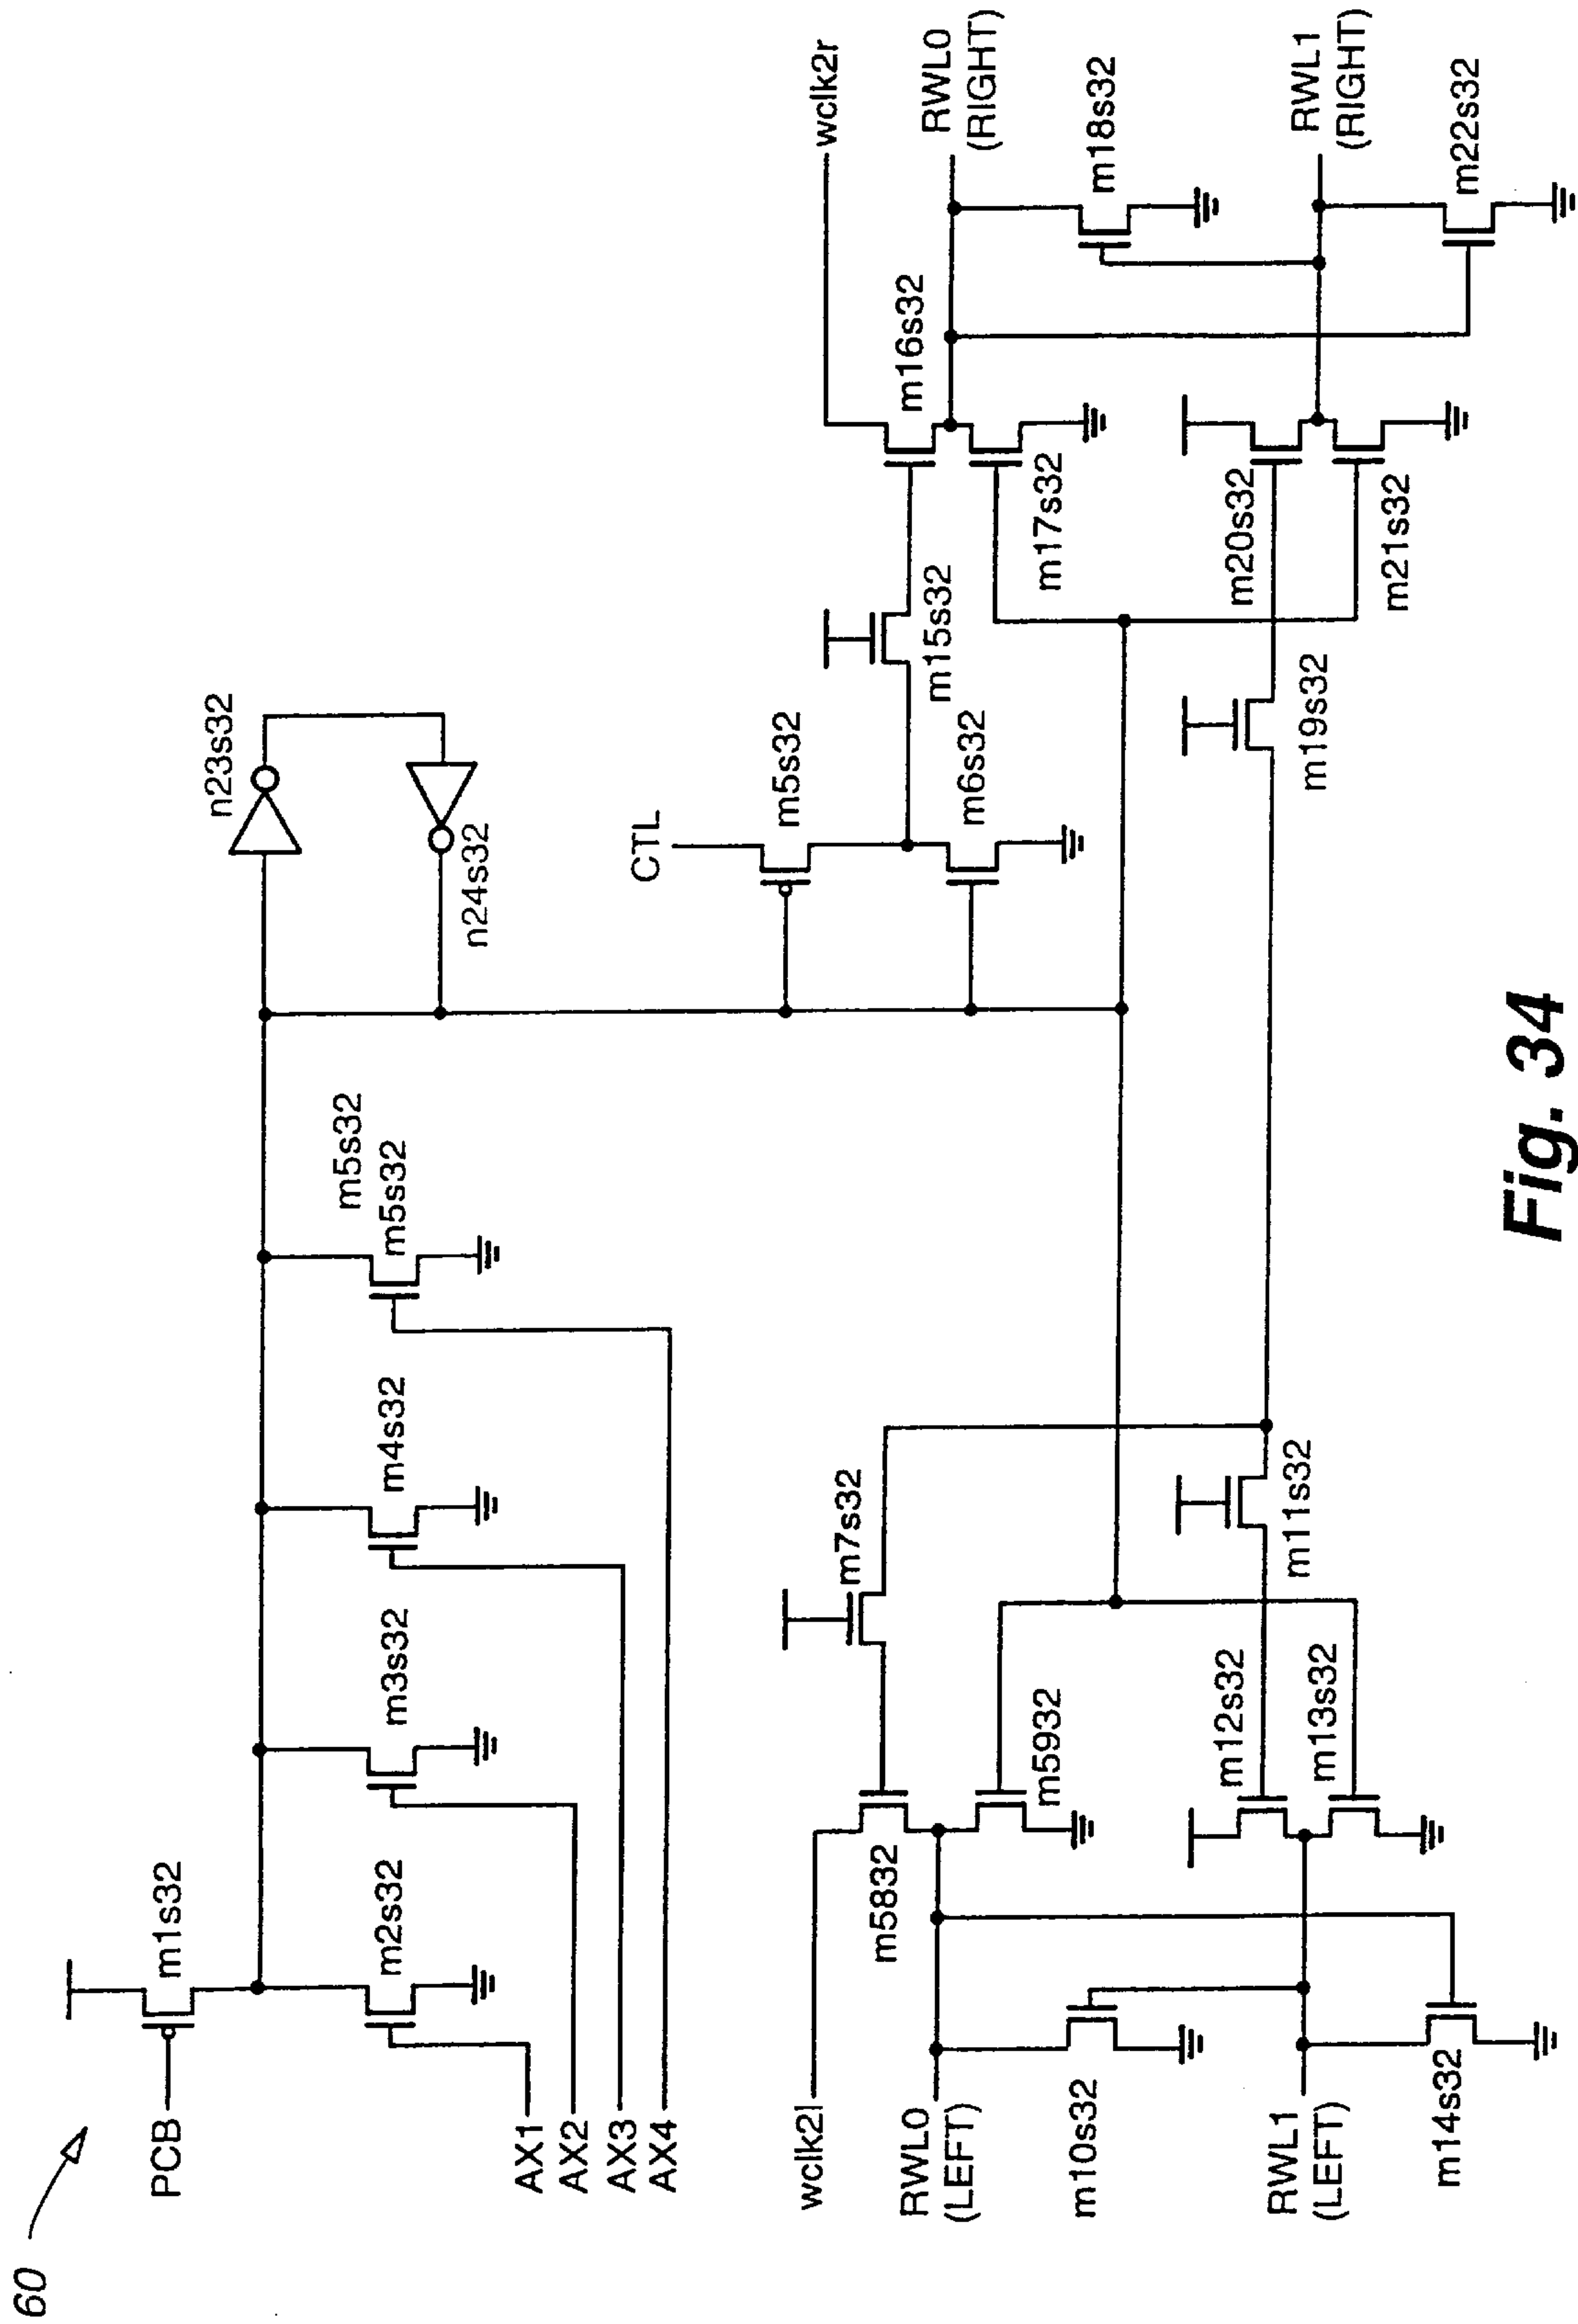 60
PCB
m1s32
m2s32
m3s32
m4s32
m5s32
m5s32
n23s32
n24s32
AX1
AX2
AX3
AX4
CTL
m5s32
m6s32
wclk2l
RWL0
(LEFT)
m5832
m5932
m7s32
m10s32
RWL1
(LEFT)
m14s32
m12s32
m13s32
m11s32
m15s32
m16s32
m17s32
wclk2r
RWL0
(RIGHT)
m18s32
m19s32
m20s32
m21s32
RWL1
(RIGHT)
m22s32
Fig. 34